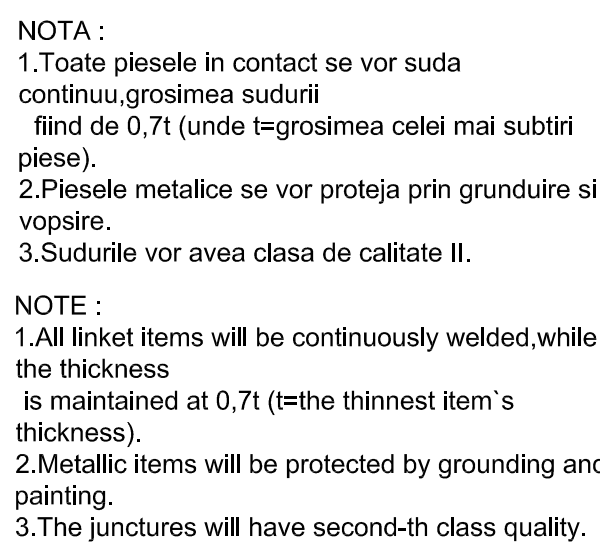 NOTA :
1.Toate piesele in contact se vor suda
continuu,grosimea sudurii
fiind de 0,7t (unde t=grosimea celei mai subtiri
piese).
2.Piesele metalice se vor proteja prin grunduire si
vopsire.
3.Sudurile vor avea clasa de calitate II.
NOTE :
1.All linket items will be continuously welded,while
the thickness
is maintained at 0,7t (t=the thinnest item`s
thickness).
2.Metallic items will be protected by grounding and
painting.
3.The junctures will have second-th class quality.